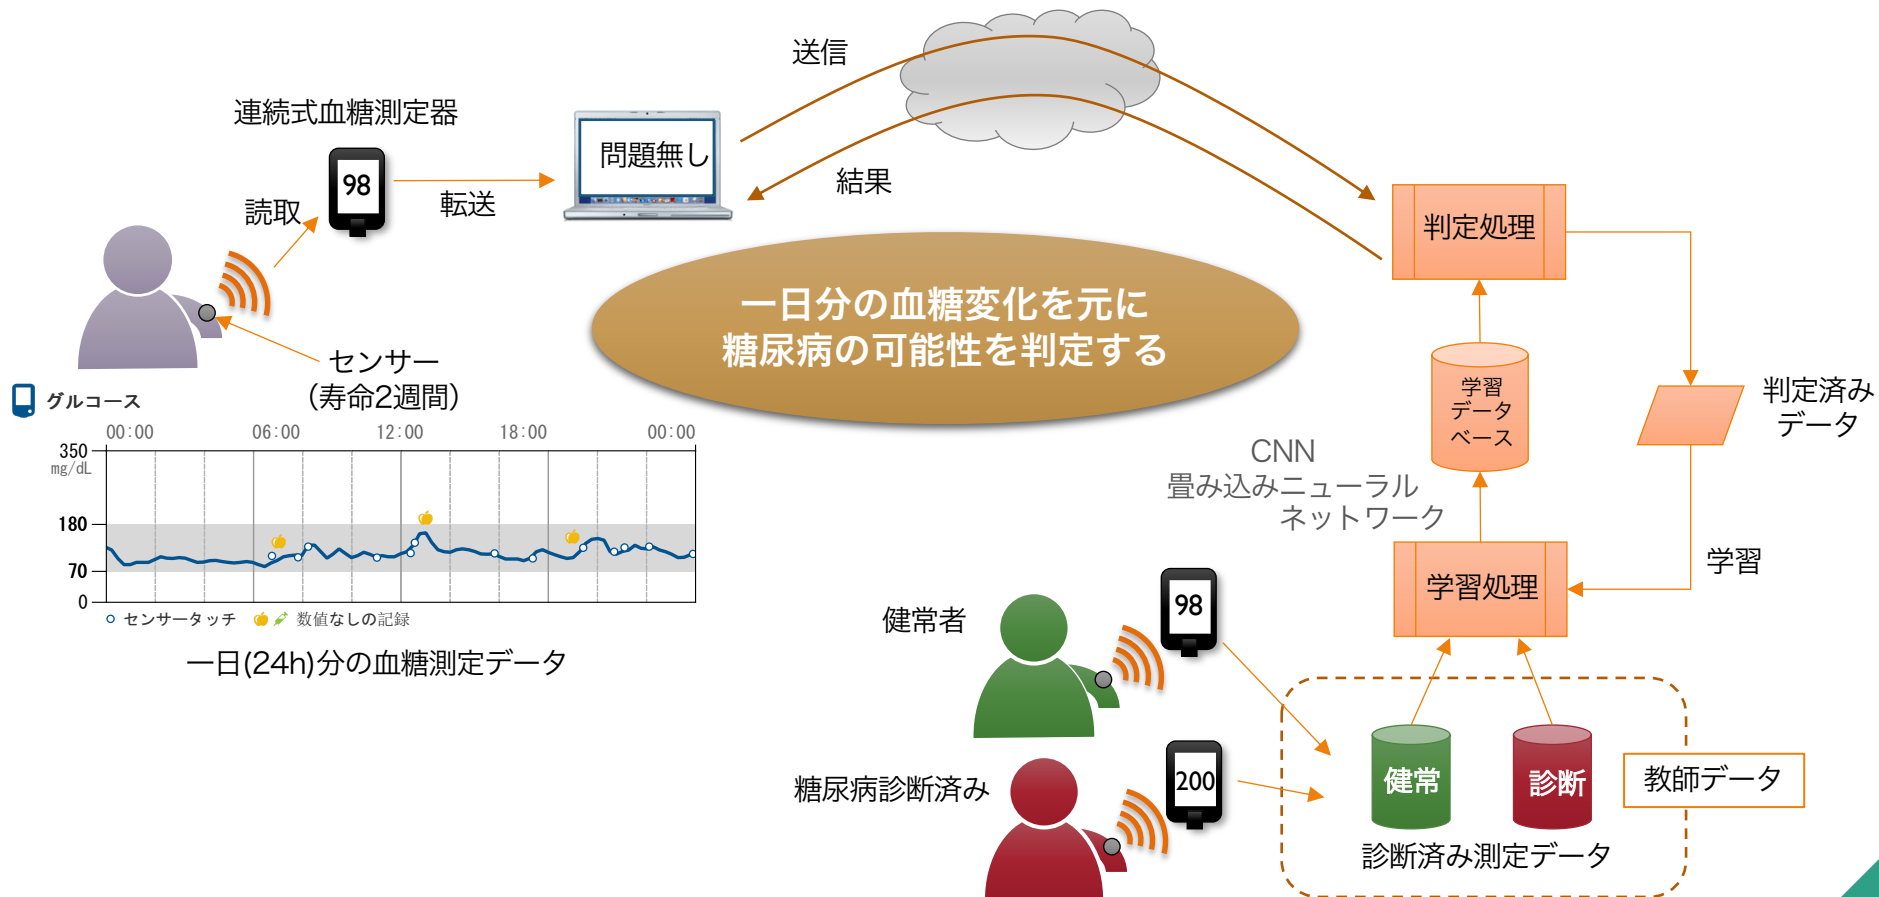 送信
連続式血糖測定器
問題無し
98
転送
読取
結果
判定処理
一日分の血糖変化を元に
糖尿病の可能性を判定する
センサー
(寿命2週間)
学習
データ
ベース
判定済み
データ
グルコース
00:00 06:00 12:00 18:00 00:00
350
mg/dL
180
70
0
センサータッチ 数値なしの記録
一日(24h)分の血糖測定データ
CNN
畳み込みニューラル
ネットワーク
学習処理
学習
健常者
98
糖尿病診断済み
200
健常
診断
教師データ
診断済み測定データ